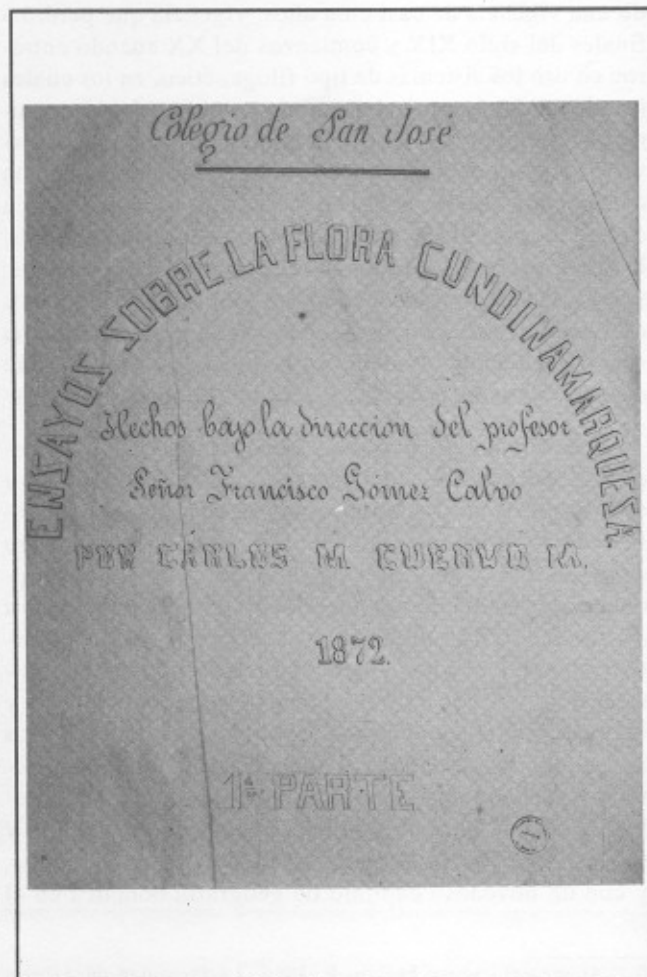 Colegio de San José
ENSAYOS SOBRE LA FLORA CUNDINAMARQUESA.
Hechos bajo la direccion del profesor
Señor Francisco Gómez Calvo
POR CÁRLOS M. CUERVO M.
1872.
1ª PARTE